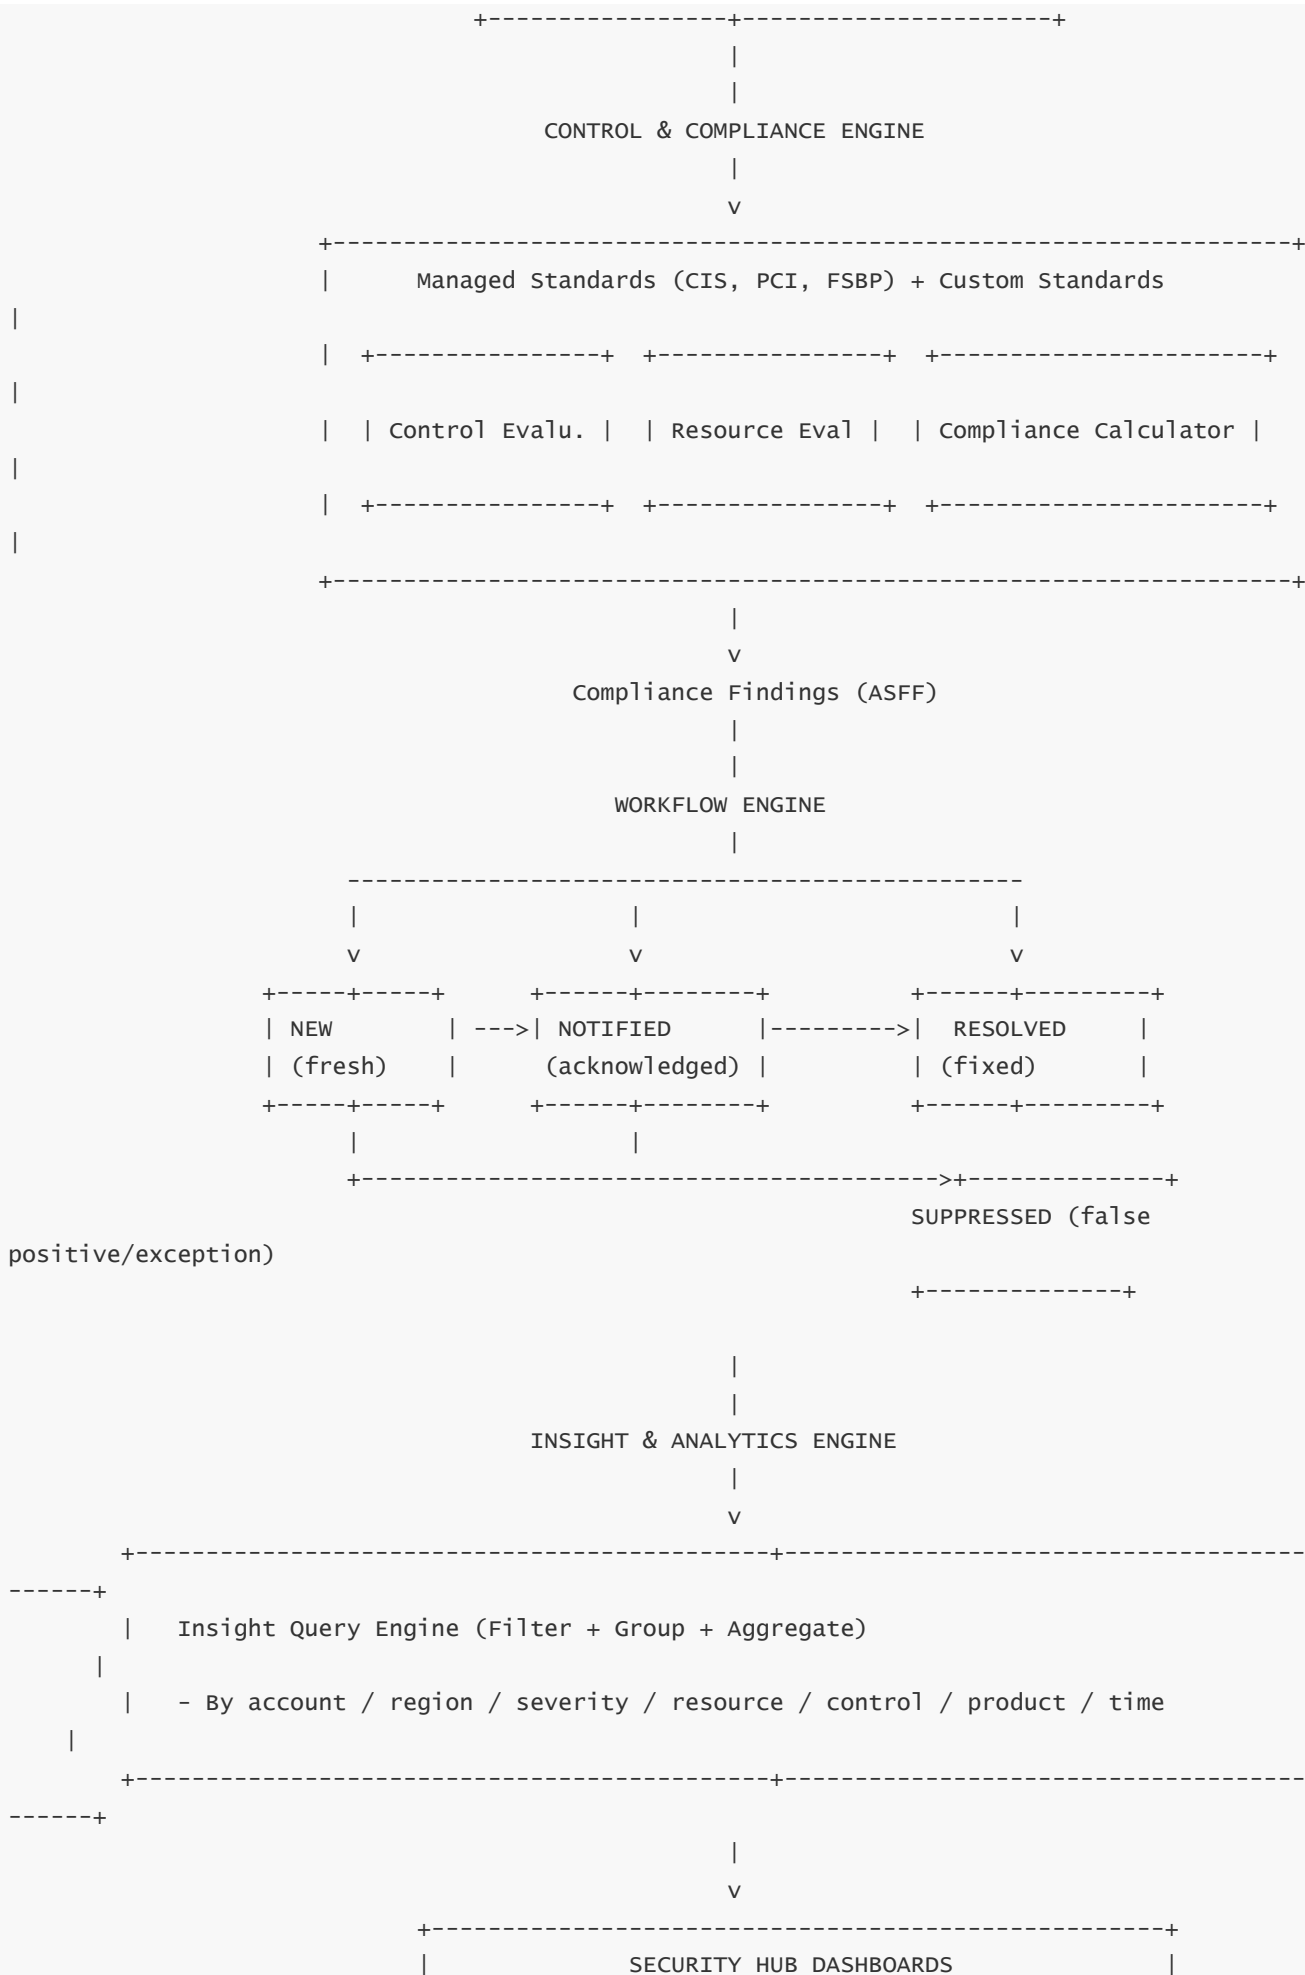 +-----------------+----------------------+
|
|
CONTROL & COMPLIANCE ENGINE
|
v
+--------------------------------------------------------------------+
|      Managed Standards (CIS, PCI, FSBP) + Custom Standards
|
|  +----------------+  +----------------+  +-----------------------+
|
|  | Control Evalu. |  | Resource Eval |  | Compliance Calculator |
|
|  +----------------+  +----------------+  +-----------------------+
|
+--------------------------------------------------------------------+
|
v
Compliance Findings (ASFF)
|
|
WORKFLOW ENGINE
|
------------------------------------------------
|                   |                          |
v                   v                          v
+-----+-----+      +------+--------+          +------+---------+
| NEW        | --->| NOTIFIED      |--------->|  RESOLVED     |
| (fresh)    |      (acknowledged) |          | (fixed)       |
+-----+-----+      +------+--------+          +------+---------+
|                   |
+----------------------------------------->+--------------+
SUPPRESSED (false
positive/exception)
+--------------+
|
|
INSIGHT & ANALYTICS ENGINE
|
v
+---------------------------------------------+-------------------------------------
------+
|   Insight Query Engine (Filter + Group + Aggregate)
|
|   - By account / region / severity / resource / control / product / time
|
+---------------------------------------------+-------------------------------------
------+
|
v
+----------------------------------------------------+
|              SECURITY HUB DASHBOARDS               |